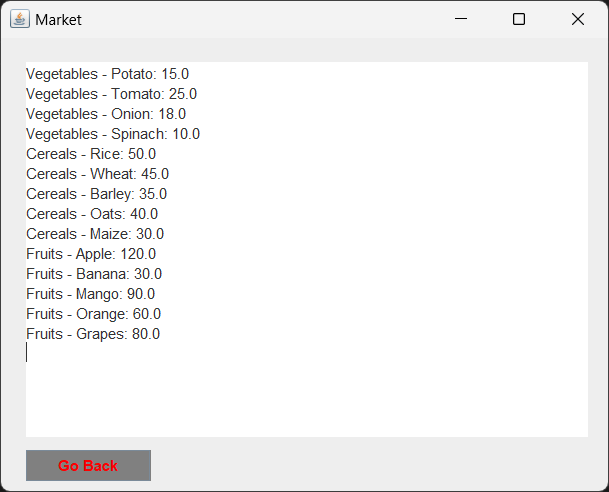 Market
Vegetables - Potato: 15.0
Vegetables - Tomato: 25.0
Vegetables - Onion: 18.0
Vegetables - Spinach: 10.0
Cereals - Rice: 50.0
Cereals - Wheat: 45.0
Cereals - Barley: 35.0
Cereals - Oats: 40.0
Cereals - Maize: 30.0
Fruits - Apple: 120.0
Fruits - Banana: 30.0
Fruits - Mango: 90.0
Fruits - Orange: 60.0
Fruits - Grapes: 80.0
Go Back